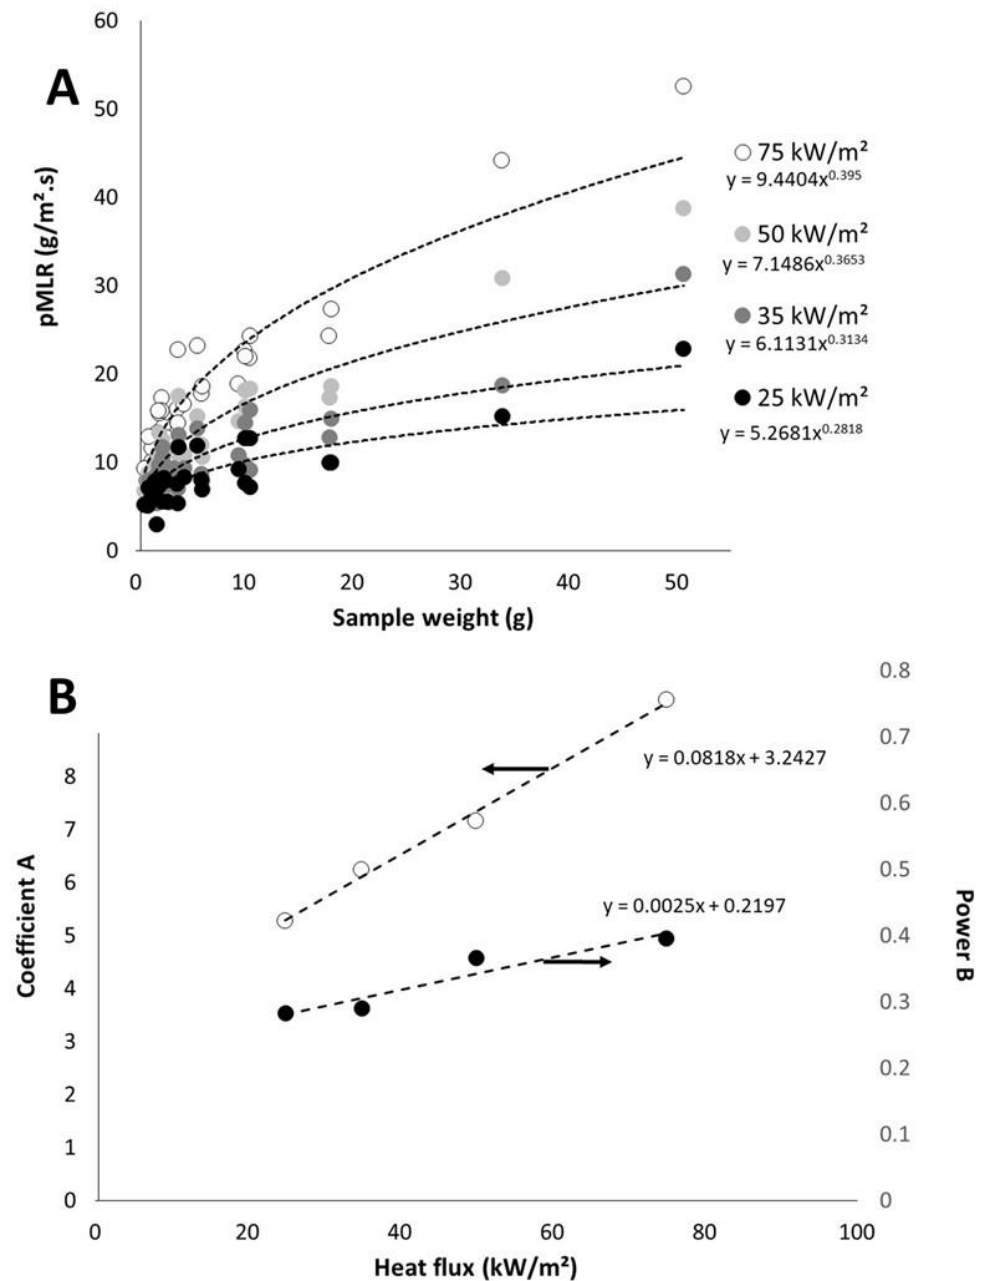 60
A
50
40
30
20
10
0
pMLR (g/m².s)
0 10 20 30 40 50
Sample weight (g)
75 kW/m²
y = 9.4404x^0.395
50 kW/m²
y = 7.1486x^0.3653
35 kW/m²
y = 6.1131x^0.3134
25 kW/m²
y = 5.2681x^0.2818
B
8
7
6
5
4
3
2
1
0
Coefficient A
y = 0.0818x + 3.2427
y = 0.0025x + 0.2197
0.8
0.7
0.6
0.5
0.4
0.3
0.2
0.1
0
Power B
0 20 40 60 80 100
Heat flux (kW/m²)